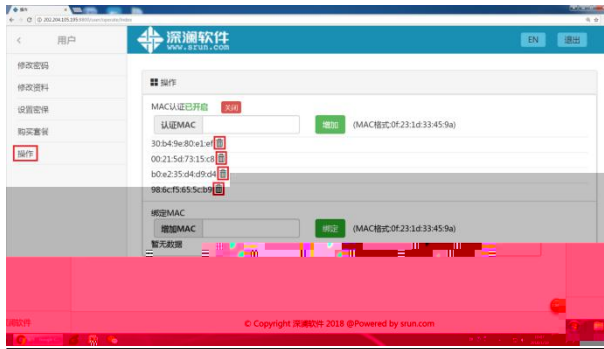 用户
修改密码
修改资料
设置密保
购买套餐
操作
深澜软件
www.srun.com
EN
退出
操作
MAC认证已开启 关闭
认证MAC 增加 (MAC格式:0f:23:1d:33:45:9a)
30:b4:9e:80:e1:ef
00:21:5d:73:15:c8
b0:e2:35:d4:d9:d4
98:6c:f5:65:5c:b9
绑定MAC
增加MAC 绑定 (MAC格式:0f:23:1d:33:45:9a)
暂无数据
© Copyright 深澜软件 2018 @Powered by srun.com